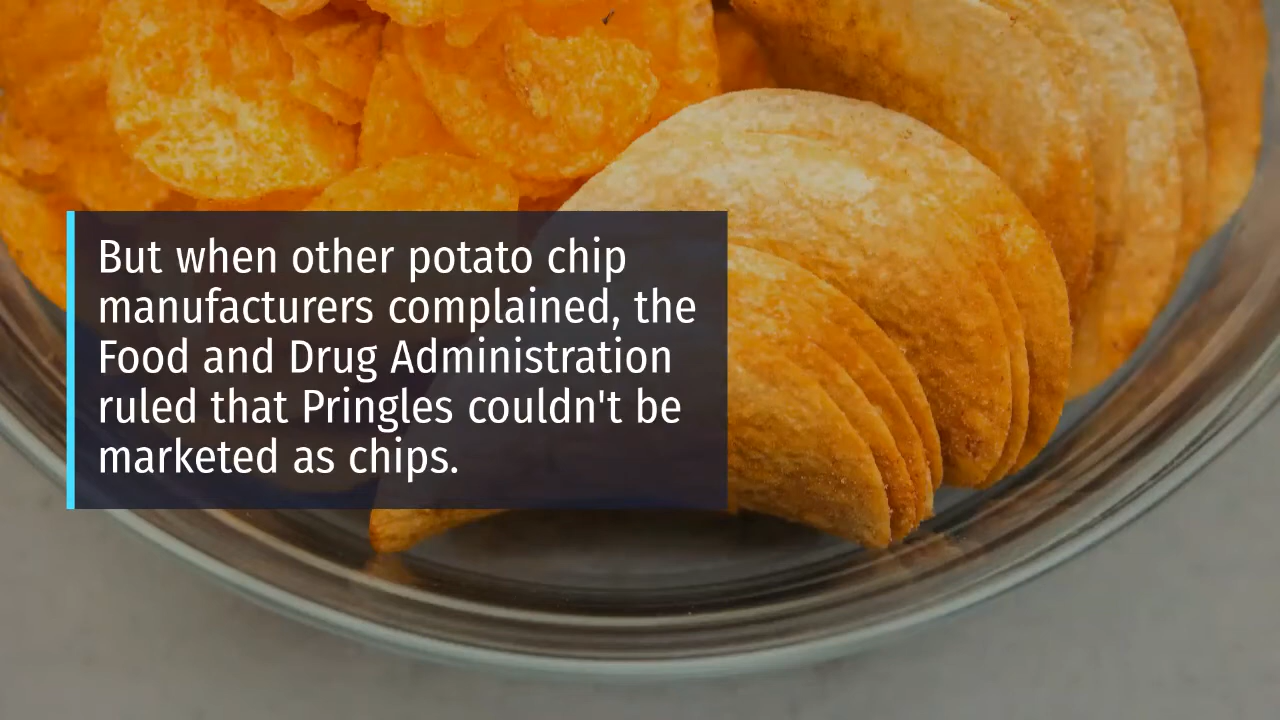 But when other potato chip
manufacturers complained, the
Food and Drug Administration
ruled that Pringles couldn't be
marketed as chips.